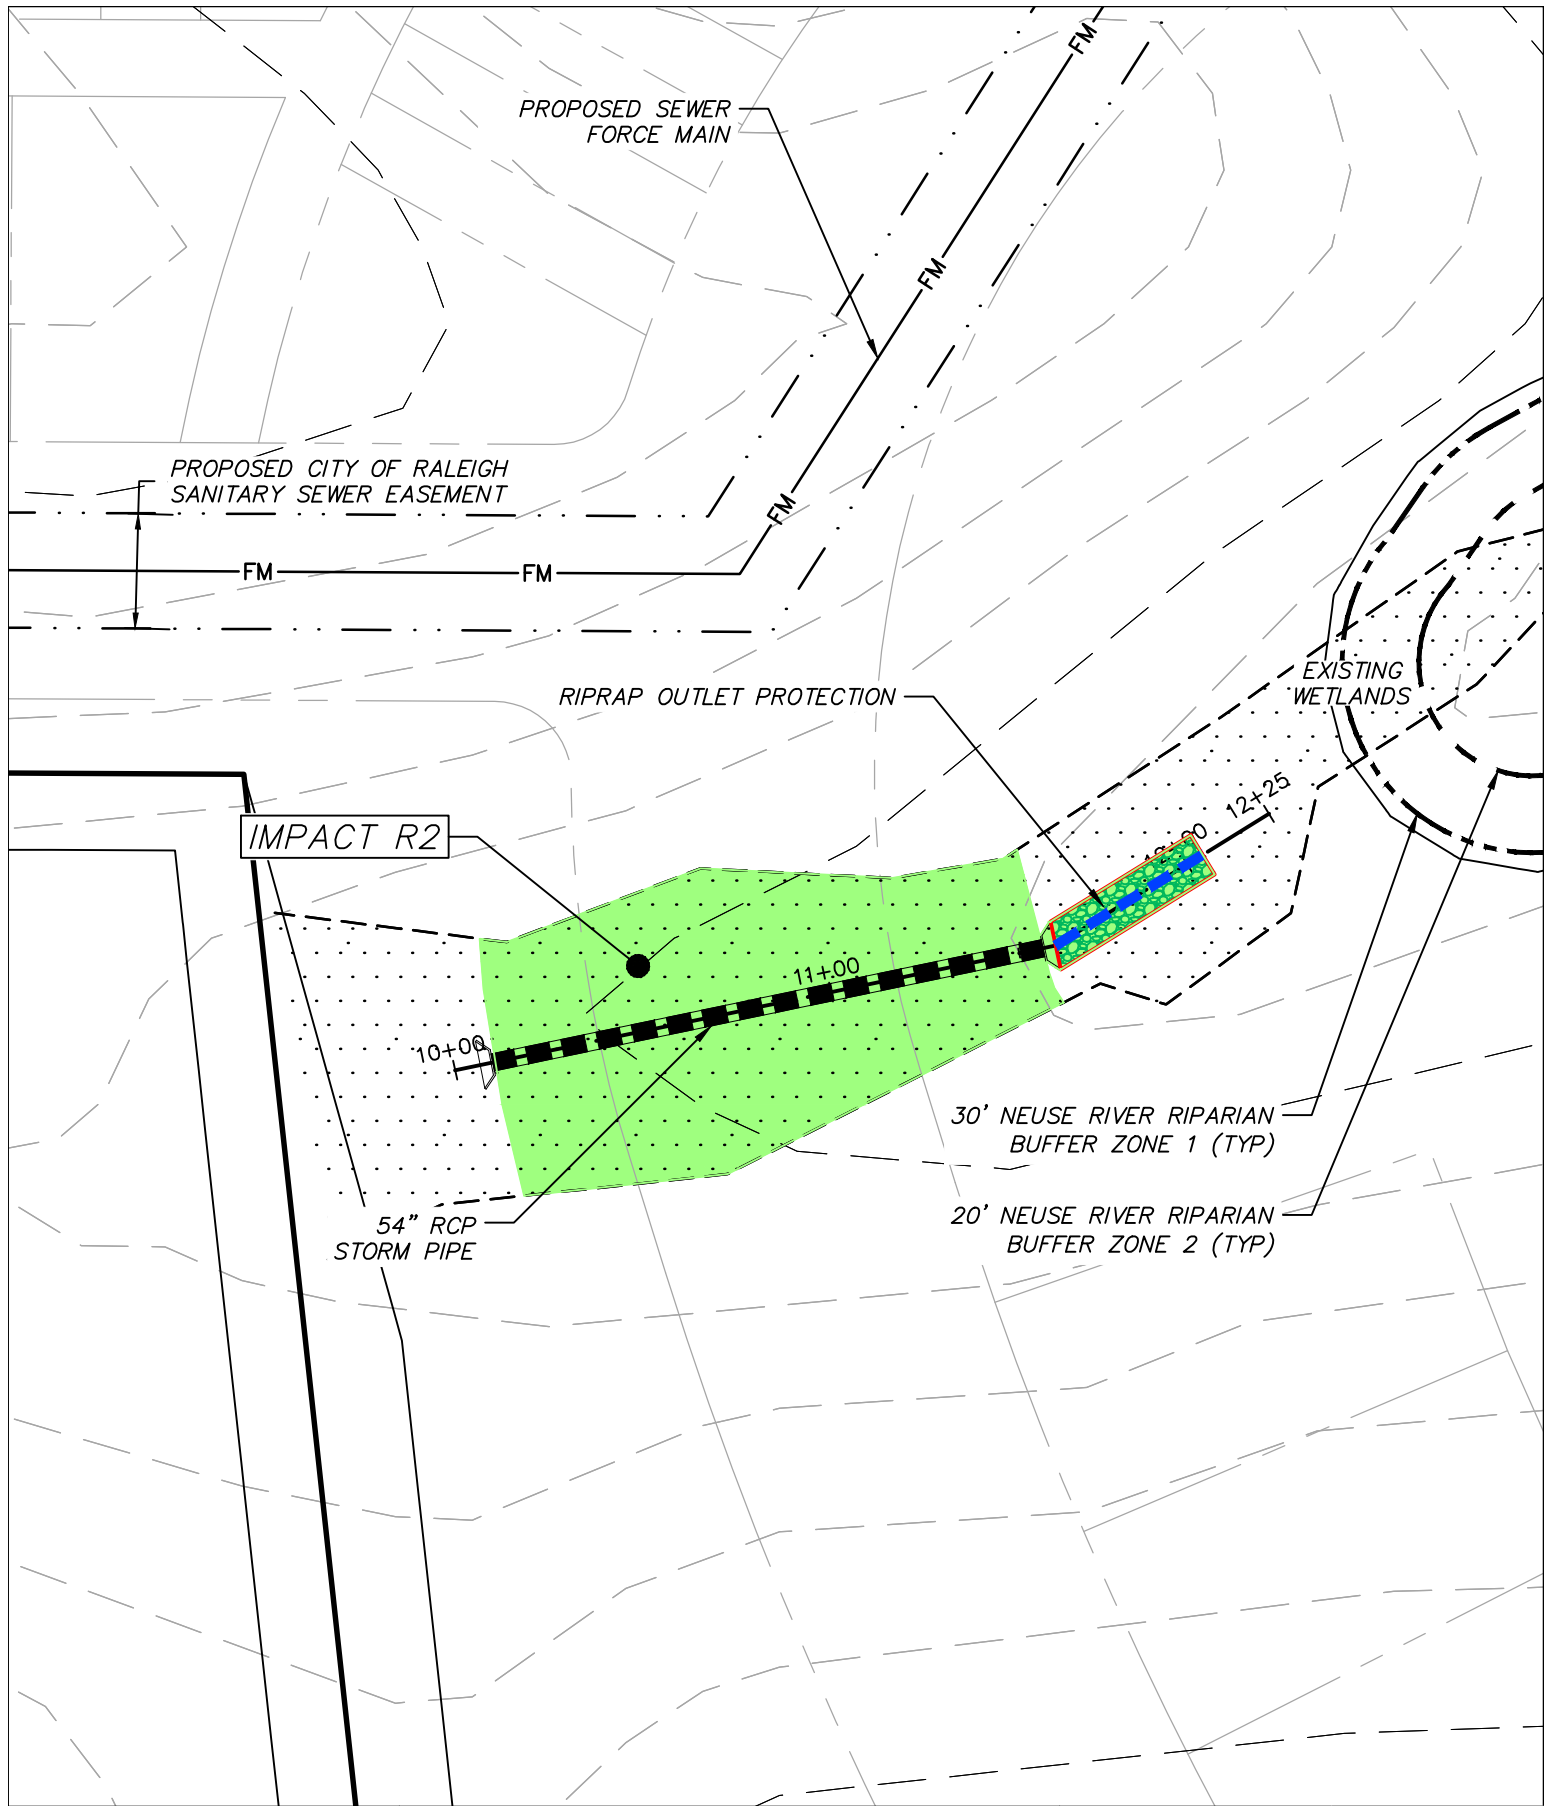 FM
PROPOSED SEWER
FORCE MAIN
FM
PROPOSED CITY OF RALEIGH
SANITARY SEWER EASEMENT
FM
FM
FM
EXISTING
WETLANDS
RIPRAP OUTLET PROTECTION
12+25
IMPACT R2
11+00
10+00
30' NEUSE RIVER RIPARIAN
BUFFER ZONE 1 (TYP)
20' NEUSE RIVER RIPARIAN
BUFFER ZONE 2 (TYP)
54" RCP
STORM PIPE